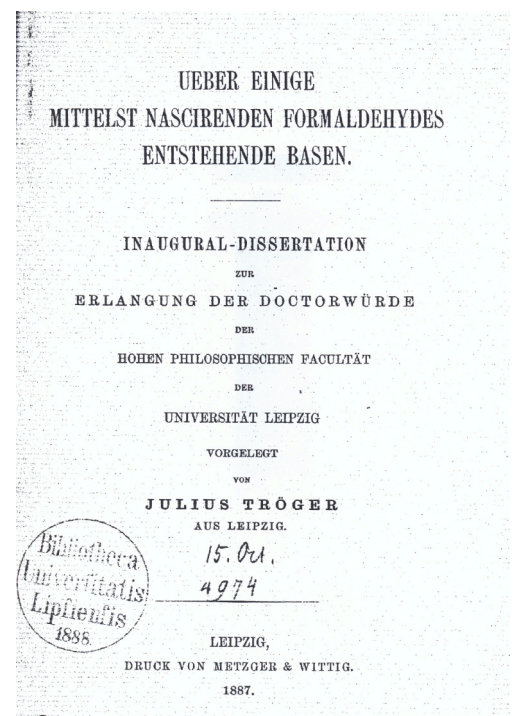 UEBER EINIGE
MITTELST NASCIRENDEN FORMALDEHYDES
ENTSTEHENDE BASEN.
INAUGURAL-DISSERTATION
ZUR
ERLANGUNG DER DOCTORWÜRDE
DER
HOHEN PHILOSOPHISCHEN FACULTÄT
DER
UNIVERSITÄT LEIPZIG
VORGELEGT
VON
JULIUS TRÖGER
AUS LEIPZIG.
15. Oct.
4974
Bibliotheca
Universitatis
Lipsiensis
1888.
LEIPZIG,
DRUCK VON METZGER & WITTIG.
1887.